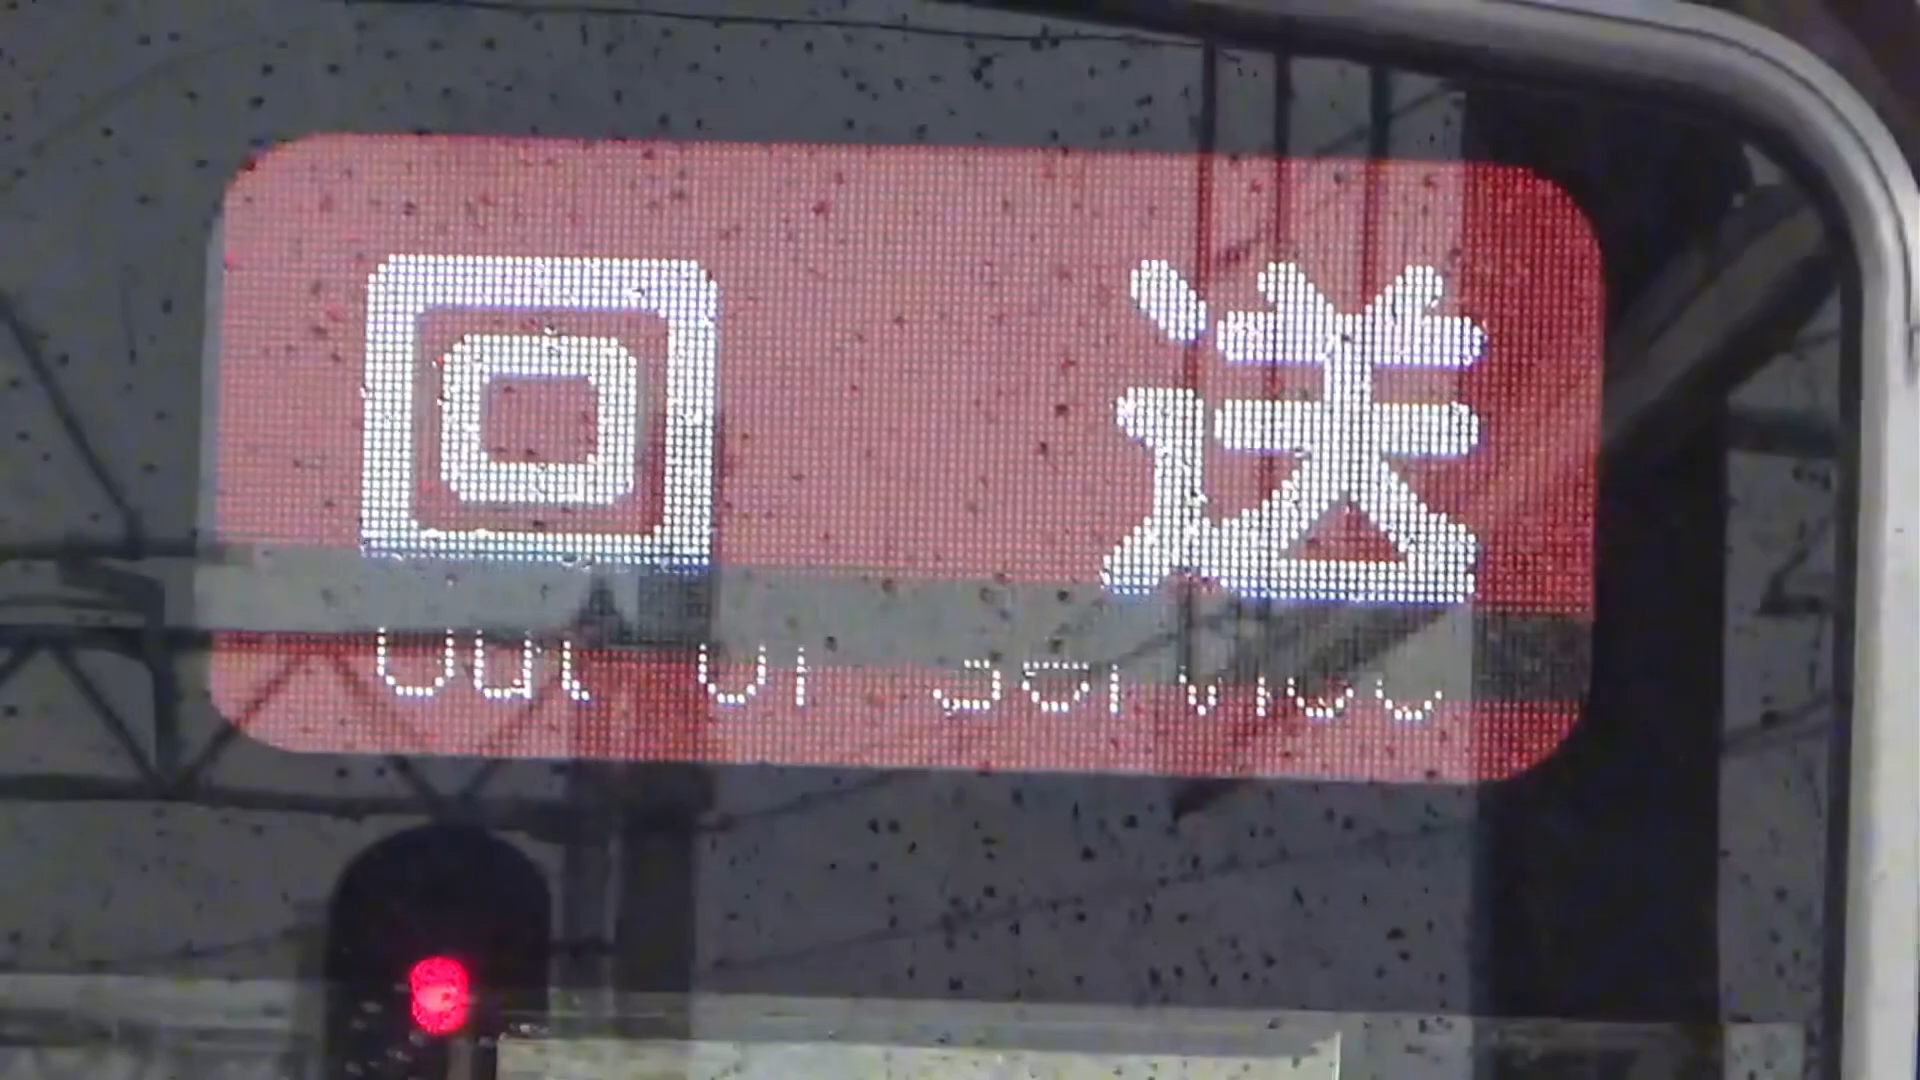 回送
Out of Service